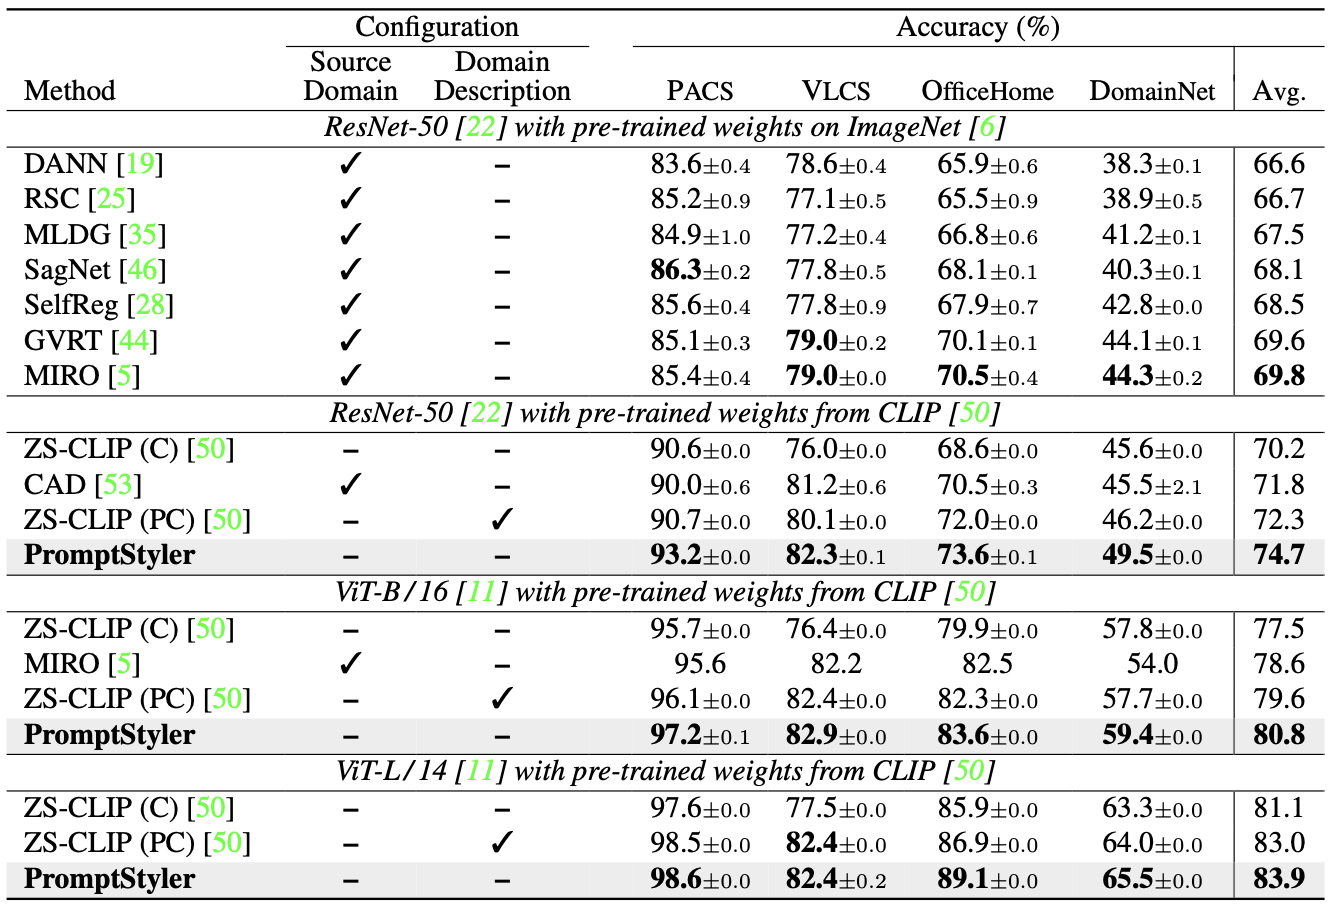 Configuration Accuracy (%)
Source Domain
Method Domain Description PACS VLCS OfficeHome DomainNet Avg.
ResNet-50 [22] with pre-trained weights on ImageNet [6]
DANN [19] ✓ – 83.6±0.4 78.6±0.4 65.9±0.6 38.3±0.1 66.6
RSC [25] ✓ – 85.2±0.9 77.1±0.5 65.5±0.9 38.9±0.5 66.7
MLDG [35] ✓ – 84.9±1.0 77.2±0.4 66.8±0.6 41.2±0.1 67.5
SagNet [46] ✓ – 86.3±0.2 77.8±0.5 68.1±0.1 40.3±0.1 68.1
SelfReg [28] ✓ – 85.6±0.4 77.8±0.9 67.9±0.7 42.8±0.0 68.5
GVRT [44] ✓ – 85.1±0.3 79.0±0.2 70.1±0.1 44.1±0.1 69.6
MIRO [5] ✓ – 85.4±0.4 79.0±0.0 70.5±0.4 44.3±0.2 69.8
ResNet-50 [22] with pre-trained weights from CLIP [50]
ZS-CLIP (C) [50] – – 90.6±0.0 76.0±0.0 68.6±0.0 45.6±0.0 70.2
CAD [53] ✓ – 90.0±0.6 81.2±0.6 70.5±0.3 45.5±2.1 71.8
ZS-CLIP (PC) [50] – ✓ 90.7±0.0 80.1±0.0 72.0±0.0 46.2±0.0 72.3
PromptStyler – – 93.2±0.0 82.3±0.1 73.6±0.1 49.5±0.0 74.7
ViT-B / 16 [11] with pre-trained weights from CLIP [50]
ZS-CLIP (C) [50] – – 95.7±0.0 76.4±0.0 79.9±0.0 57.8±0.0 77.5
MIRO [5] ✓ – 95.6 82.2 82.5 54.0 78.6
ZS-CLIP (PC) [50] – ✓ 96.1±0.0 82.4±0.0 82.3±0.0 57.7±0.0 79.6
PromptStyler – – 97.2±0.1 82.9±0.0 83.6±0.0 59.4±0.0 80.8
ViT-L / 14 [11] with pre-trained weights from CLIP [50]
ZS-CLIP (C) [50] – – 97.6±0.0 77.5±0.0 85.9±0.0 63.3±0.0 81.1
ZS-CLIP (PC) [50] – ✓ 98.5±0.0 82.4±0.0 86.9±0.0 64.0±0.0 83.0
PromptStyler – – 98.6±0.0 82.4±0.2 89.1±0.0 65.5±0.0 83.9